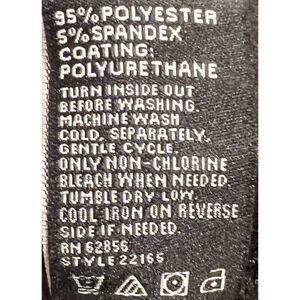 95% POLYESTER
5% SPANDEX
COATING:
POLYURETHANE
TURN INSIDE OUT
BEFORE WASHING.
MACHINE WASH
COLD, SEPARATELY,
GENTLE CYCLE.
ONLY NON-CHLORINE
BLEACH WHEN NEEDED.
TUMBLE DRY LOW.
COOL IRON ON REVERSE
SIDE IF NEEDED.
RN 62856
STYLE 22165